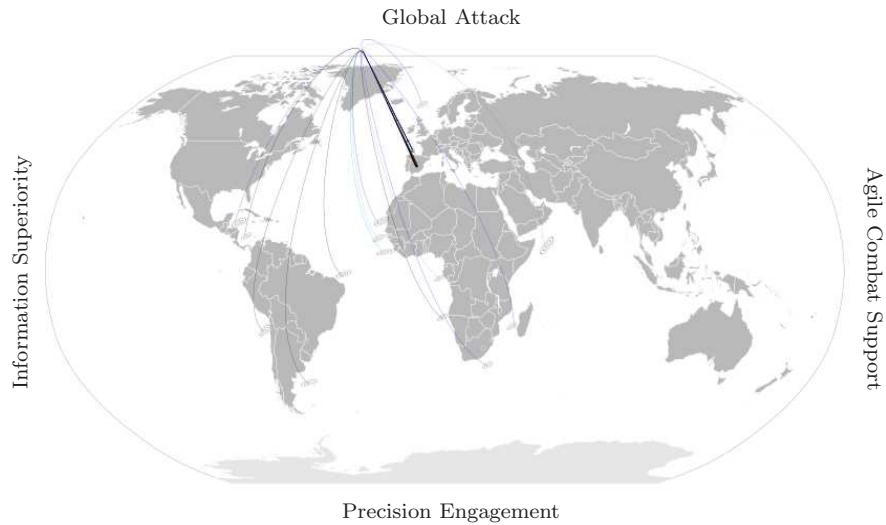 Global Attack
Information Superiority
Agile Combat Support
Precision Engagement